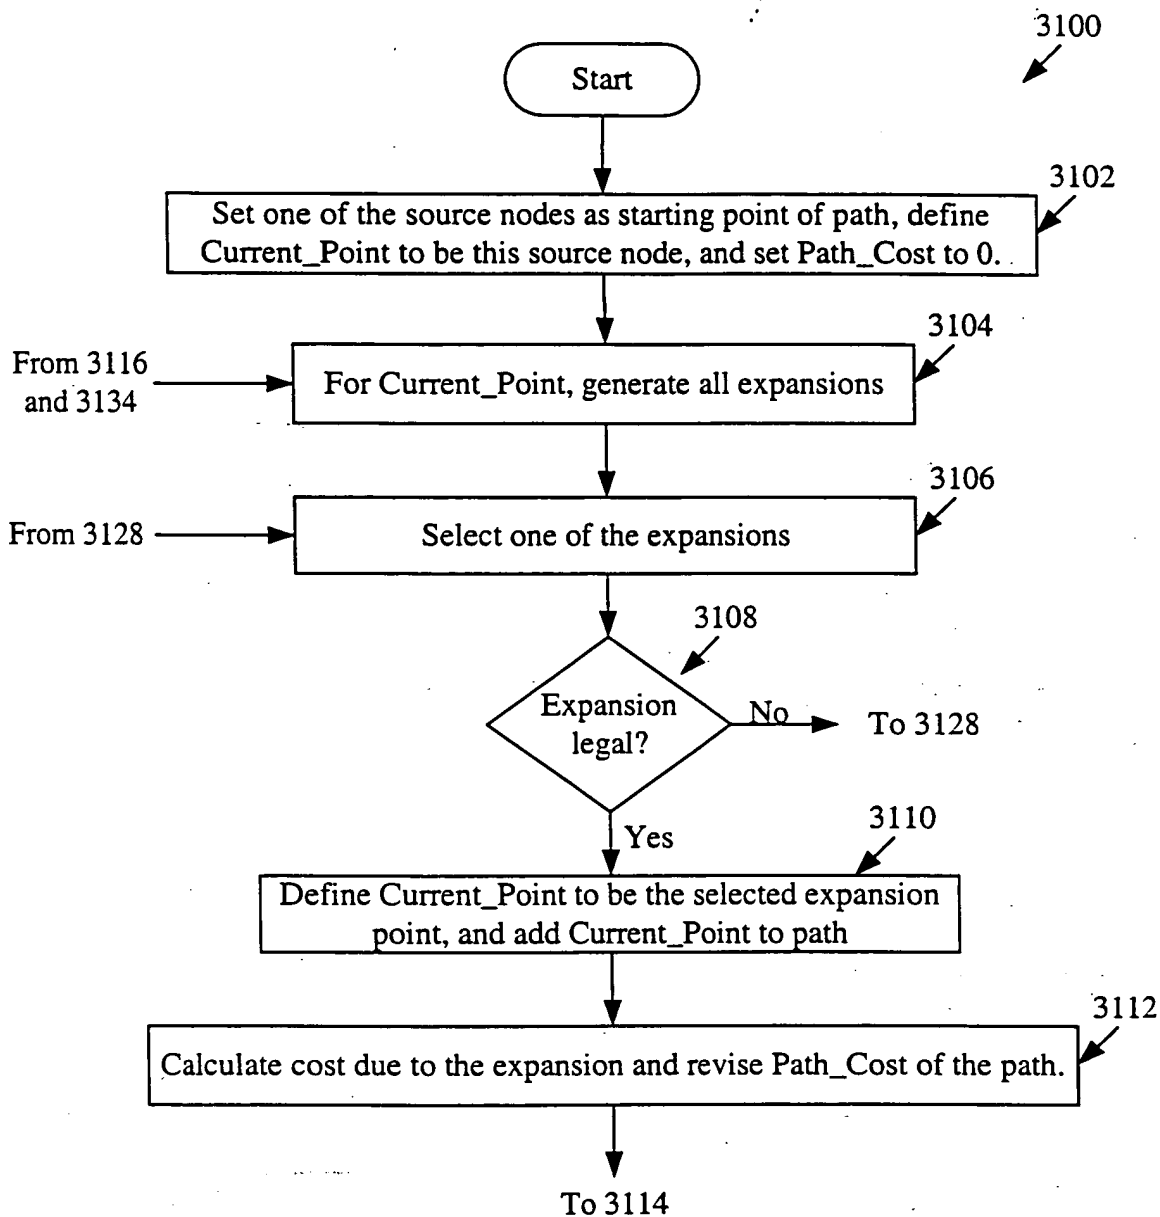 3100
Start
3102
Set one of the source nodes as starting point of path, define
Current_Point to be this source node, and set Path_Cost to 0.
3104
From 3116
and 3134
For Current_Point, generate all expansions
3106
From 3128
Select one of the expansions
3108
Expansion
legal?
No
To 3128
Yes
3110
Define Current_Point to be the selected expansion
point, and add Current_Point to path
3112
Calculate cost due to the expansion and revise Path_Cost of the path.
To 3114